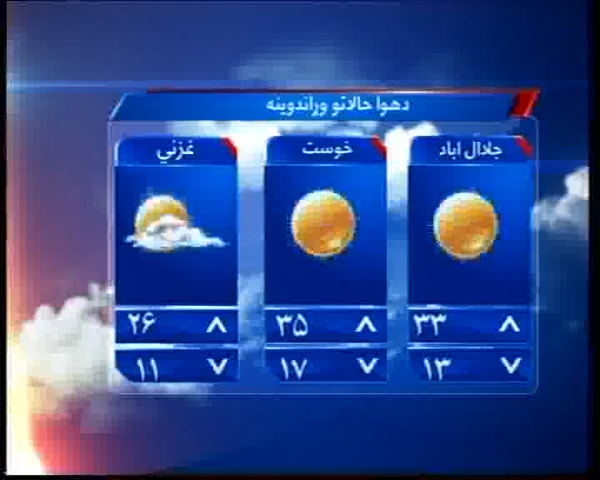 دهوا حالاتو وړاندوینه
جلال اباد
خوست
غزني
۳۳
۳۵
۲۶
۱۳
۱۷
۱۱